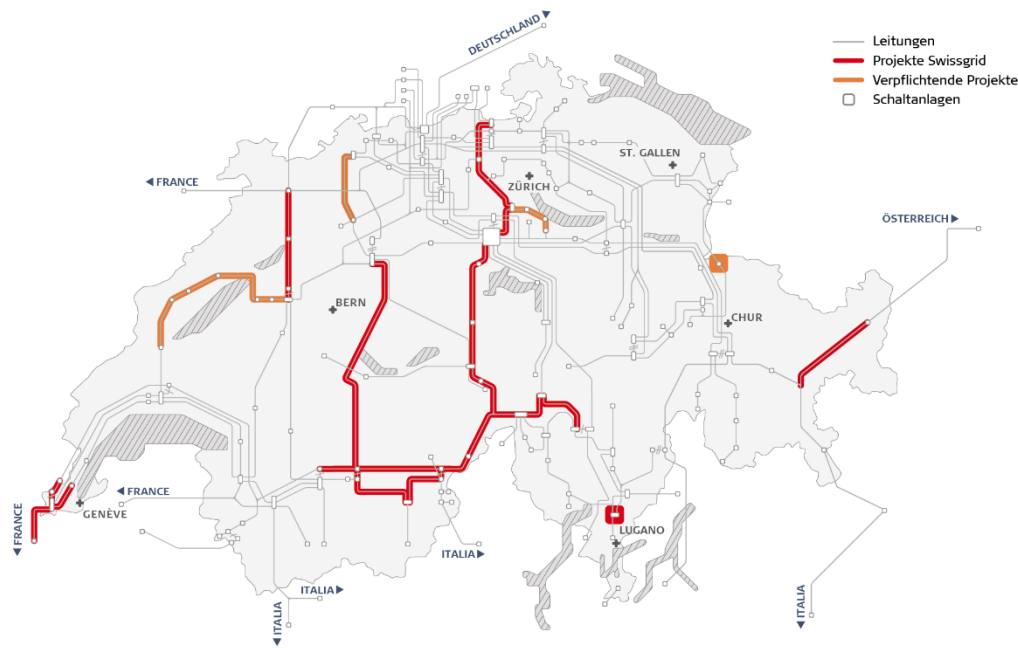 DEUTSCHLAND
Leitungen
Projekte Swissgrid
Verpflichtende Projekte
Schaltanlagen
ST. GALLEN
FRANCE
ZÜRICH
ÖSTERREICH
BERN
CHUR
FRANCE
GENÈVE
FRANCE
LUGANO
ITALIA
ITALIA
ITALIA
ITALIA